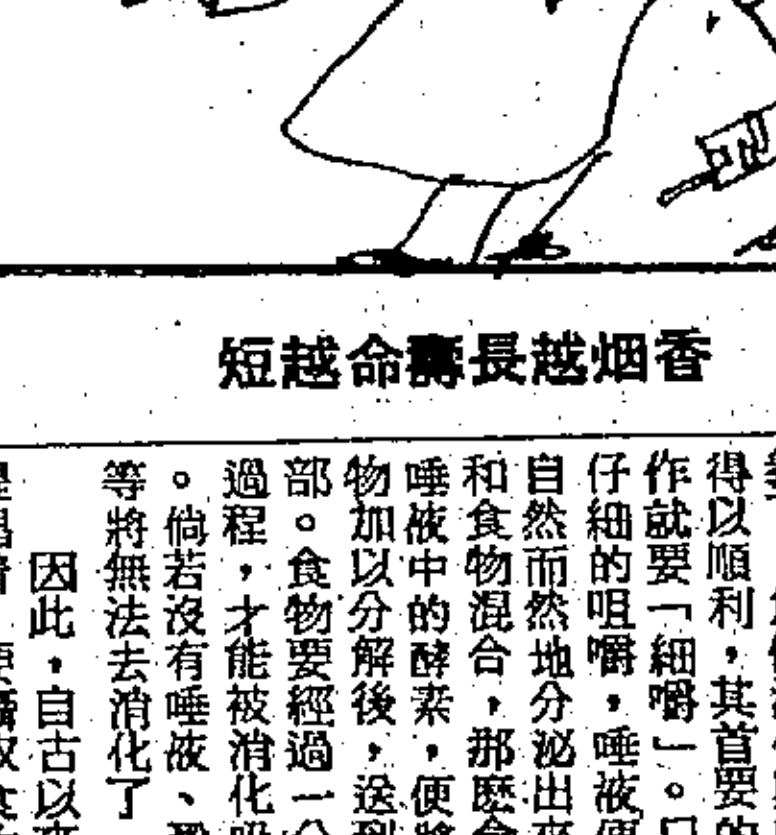 香烟越長壽命越短
得以順利，其首要的
作就要「細嚼」。
仔細的咀嚼，唾液便
自然而然地分泌出來
和食物混合，那麼食
唾液中的酵素，便將
物加以分解後，送到
部。食物要經過一
過程，才能被消化吸
。倘若沒有唾液、
等將無法去消化了
因此，自古以來